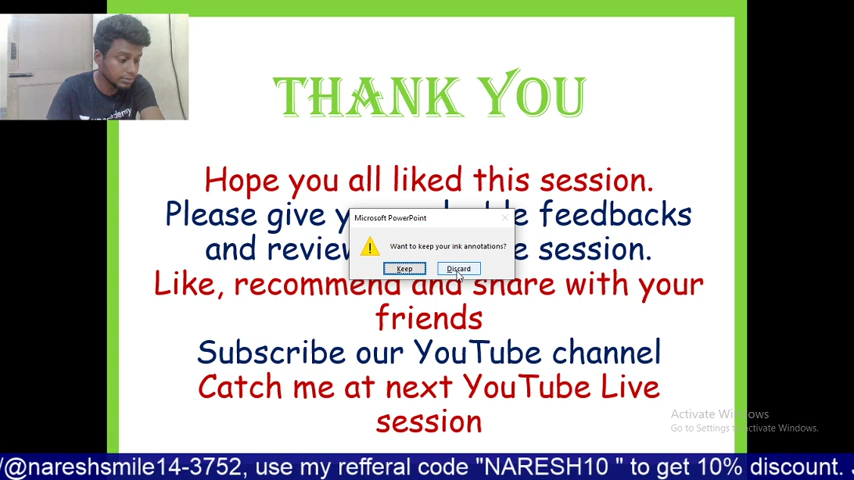 THANK YOU
Hope you all liked this session.
Please give y le feedbacks
and revie e session.
Microsoft PowerPoint
Want to keep your ink annotations?
Keep
Discard
Like, recommend and share with your
friends
Subscribe our YouTube channel
Catch me at next YouTube Live
session
Activate Windows
Go to Settings to activate Windows.
/@nareshsmile14-3752, use my refferal code "NARESH10 " to get 10% discount.